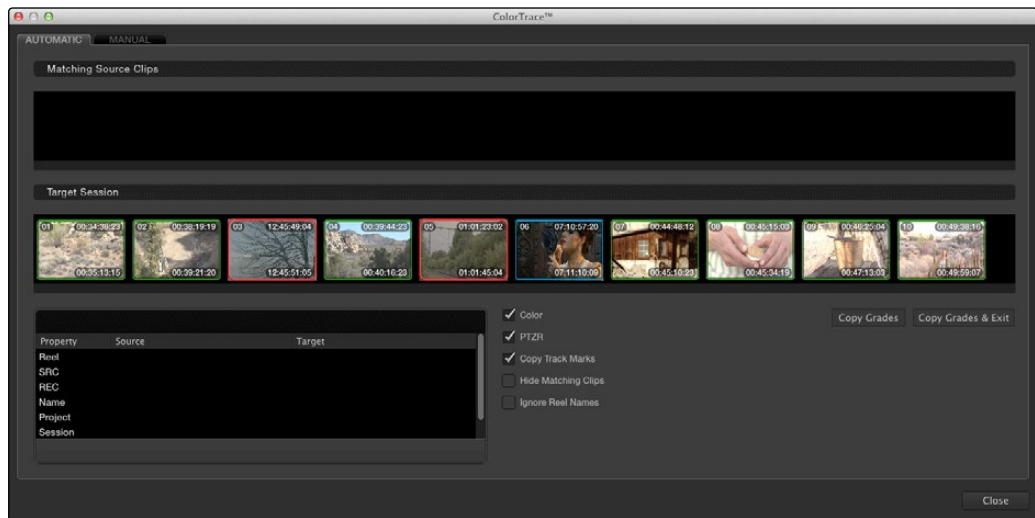 ColorTrace™
AUTOMATIC MANUAL
Matching Source Clips
Target Session
01 00:34:38:23 02 00:38:19:19 03 12:45:49:04 04 00:39:44:23 05 01:01:23:02 06 07:10:57:20 07 00:44:48:12 08 00:45:15:03 09 00:46:25:04 10 00:49:38:16
00:35:13:15 00:39:21:20 12:45:51:05 00:40:16:23 01:01:45:04 07:11:10:09 00:45:10:23 00:45:34:19 00:47:13:03 00:49:59:07
Color
Copy Grades Copy Grades & Exit
PTZR
Property Source Target
Copy Track Marks
Reel
SRC
Hide Matching Clips
REC
Name
Ignore Reel Names
Project
Session
Close